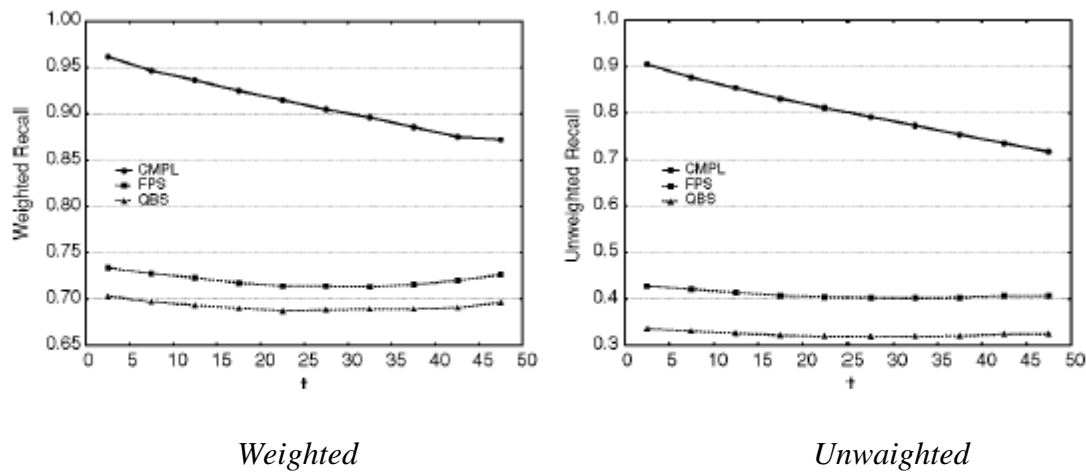 1.00
0.95
0.90
0.85
0.80
0.75
0.70
0.65
Weighted Recall
CMPL
FPS
QBS
0 5 10 15 20 25 30 35 40 45 50
t
Weighted
1.0
0.9
0.8
0.7
0.6
0.5
0.4
0.3
Unweighted Recall
CMPL
FPS
QBS
0 5 10 15 20 25 30 35 40 45 50
t
Unwaighted